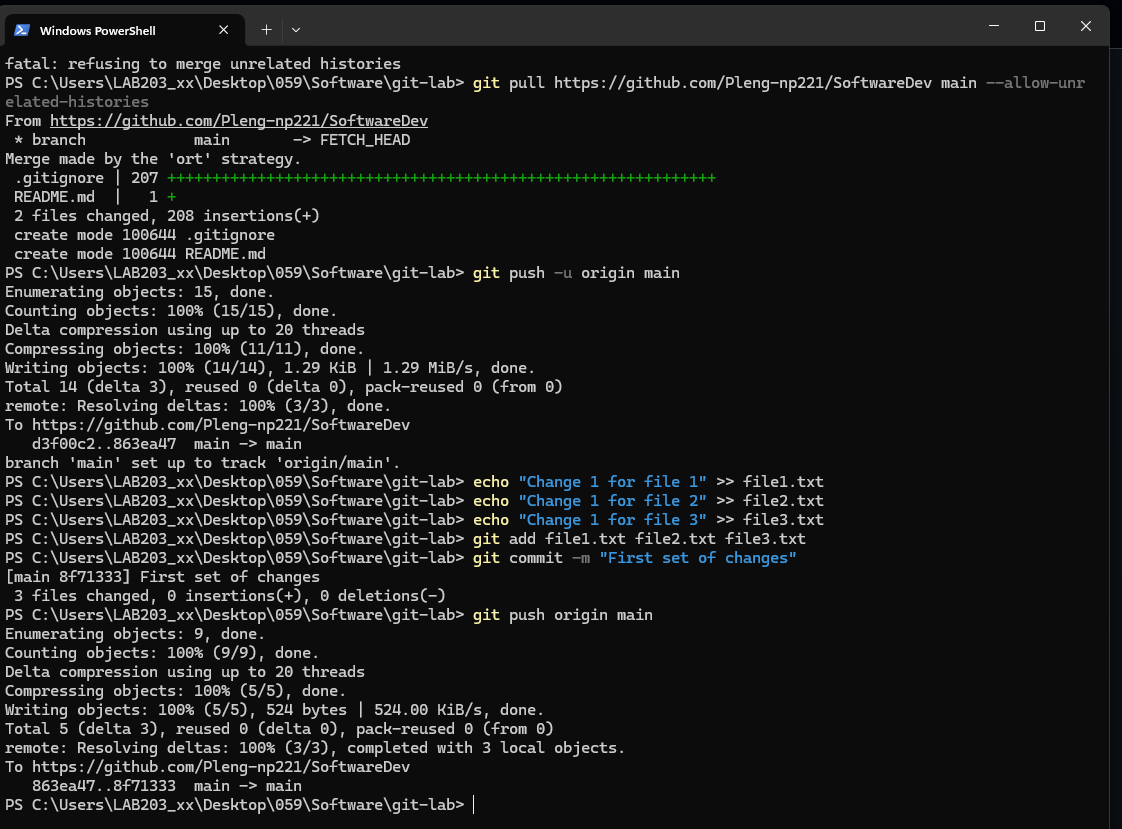 Windows PowerShell
fatal: refusing to merge unrelated histories
PS C:\Users\LAB203_xx\Desktop\059\Software\git-lab> git pull https://github.com/Pleng-np221/SoftwareDev main --allow-unr
elated-histories
From https://github.com/Pleng-np221/SoftwareDev
 * branch            main       -> FETCH_HEAD
Merge made by the 'ort' strategy.
 .gitignore | 207 +++++++++++++++++++++++++++++++++++++++++++++++++++++++++++++
 README.md  |   1 +
 2 files changed, 208 insertions(+)
 create mode 100644 .gitignore
 create mode 100644 README.md
PS C:\Users\LAB203_xx\Desktop\059\Software\git-lab> git push -u origin main
Enumerating objects: 15, done.
Counting objects: 100% (15/15), done.
Delta compression using up to 20 threads
Compressing objects: 100% (11/11), done.
Writing objects: 100% (14/14), 1.29 KiB | 1.29 MiB/s, done.
Total 14 (delta 3), reused 0 (delta 0), pack-reused 0 (from 0)
remote: Resolving deltas: 100% (3/3), done.
To https://github.com/Pleng-np221/SoftwareDev
   d3f00c2..863ea47  main -> main
branch 'main' set up to track 'origin/main'.
PS C:\Users\LAB203_xx\Desktop\059\Software\git-lab> echo "Change 1 for file 1" >> file1.txt
PS C:\Users\LAB203_xx\Desktop\059\Software\git-lab> echo "Change 1 for file 2" >> file2.txt
PS C:\Users\LAB203_xx\Desktop\059\Software\git-lab> echo "Change 1 for file 3" >> file3.txt
PS C:\Users\LAB203_xx\Desktop\059\Software\git-lab> git add file1.txt file2.txt file3.txt
PS C:\Users\LAB203_xx\Desktop\059\Software\git-lab> git commit -m "First set of changes"
[main 8f71333] First set of changes
 3 files changed, 0 insertions(+), 0 deletions(-)
PS C:\Users\LAB203_xx\Desktop\059\Software\git-lab> git push origin main
Enumerating objects: 9, done.
Counting objects: 100% (9/9), done.
Delta compression using up to 20 threads
Compressing objects: 100% (5/5), done.
Writing objects: 100% (5/5), 524 bytes | 524.00 KiB/s, done.
Total 5 (delta 3), reused 0 (delta 0), pack-reused 0 (from 0)
remote: Resolving deltas: 100% (3/3), completed with 3 local objects.
To https://github.com/Pleng-np221/SoftwareDev
   863ea47..8f71333  main -> main
PS C:\Users\LAB203_xx\Desktop\059\Software\git-lab>